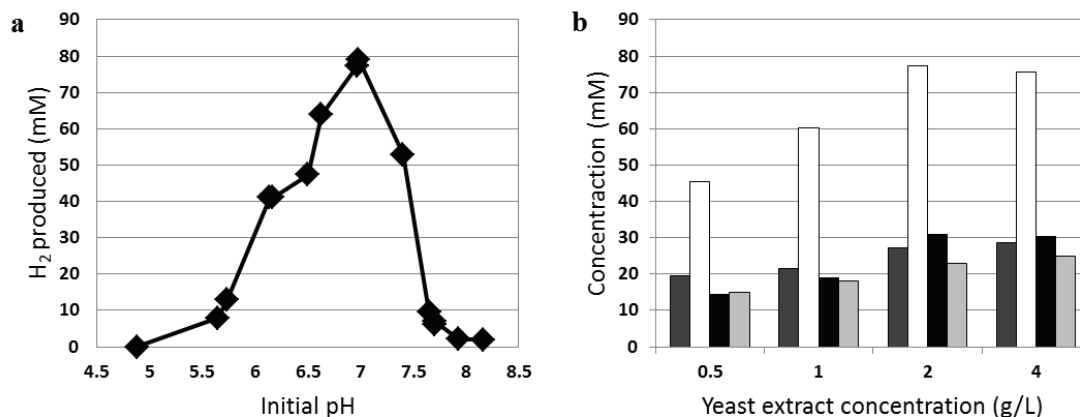 a
H₂ produced (mM)
90
80
70
60
50
40
30
20
10
0
4.5 5 5.5 6 6.5 7 7.5 8 8.5
Initial pH
b
Concentraction (mM)
90
80
70
60
50
40
30
20
10
0
0.5 1 2 4
Yeast extract concentration (g/L)